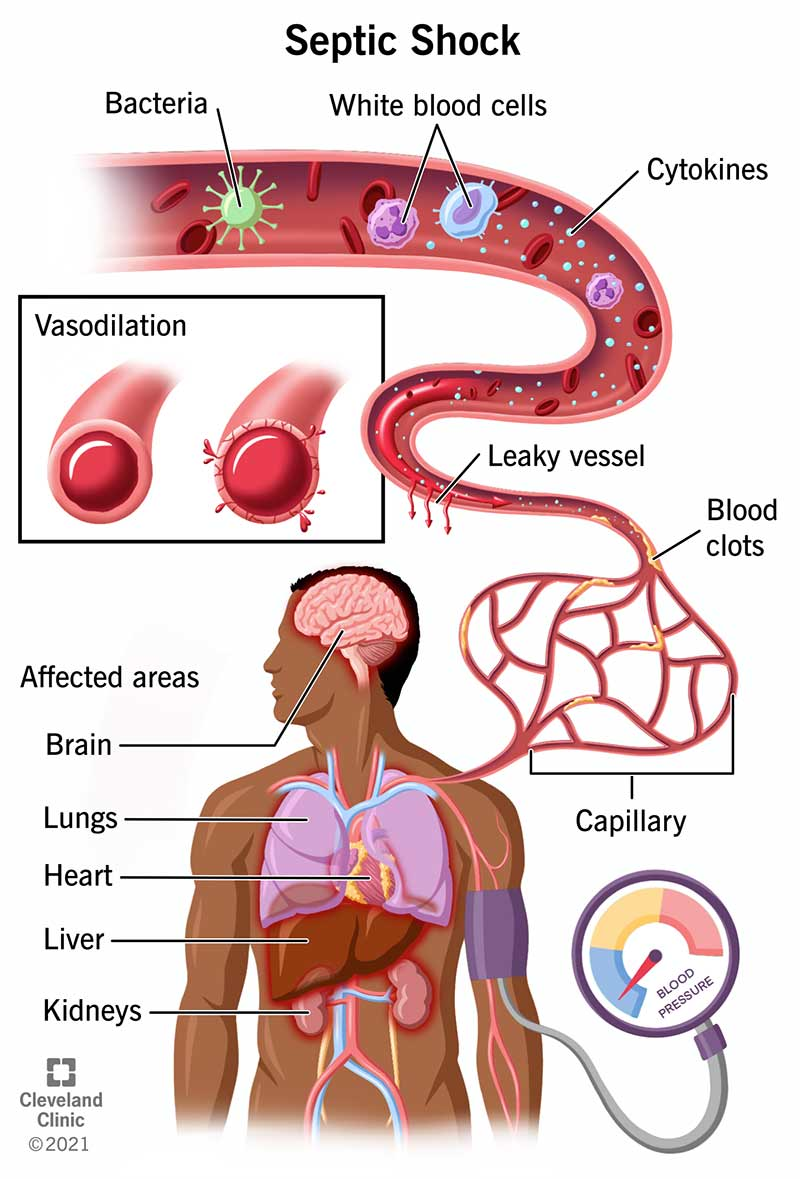 Septic Shock
Bacteria
White blood cells
Cytokines
Vasodilation
Leaky vessel
Blood
clots
Affected areas
Brain
Capillary
Lungs
Heart
Liver
Kidneys
BLOOD
PRESSURE
Cleveland
Clinic
©2021